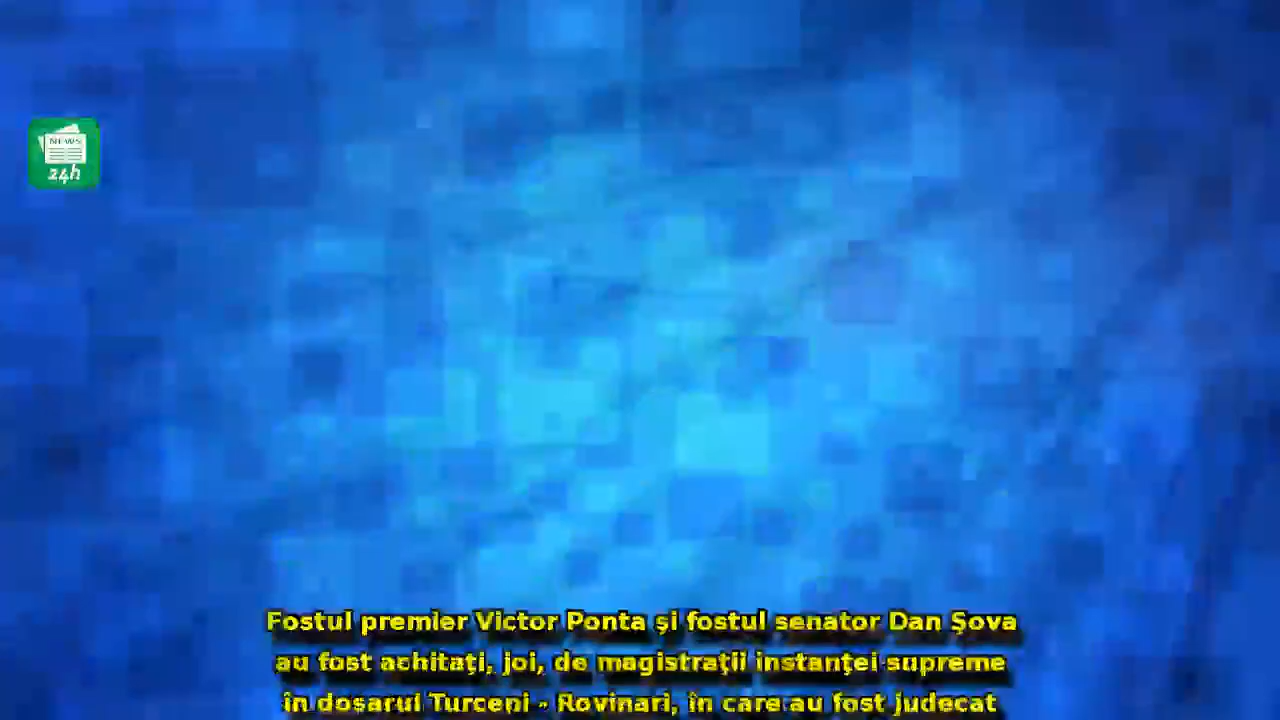 NEWS
24h
Fostul premier Victor Ponta şi fostul senator Dan Şova
au fost achitaţi, joi, de magistraţii instanţei supreme
în dosarul Turceni - Rovinari, în care au fost judecat